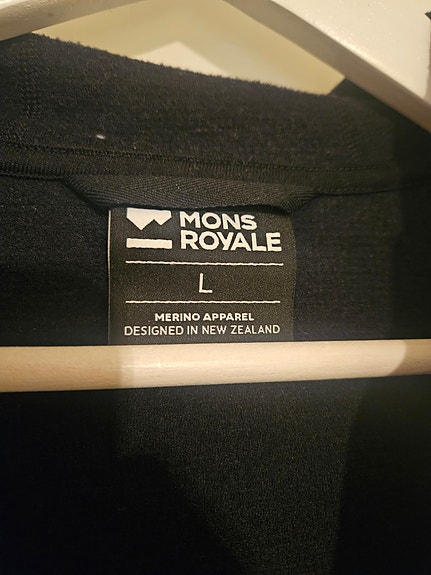 MONS
ROYALE
L
MERINO APPAREL
DESIGNED IN NEW ZEALAND